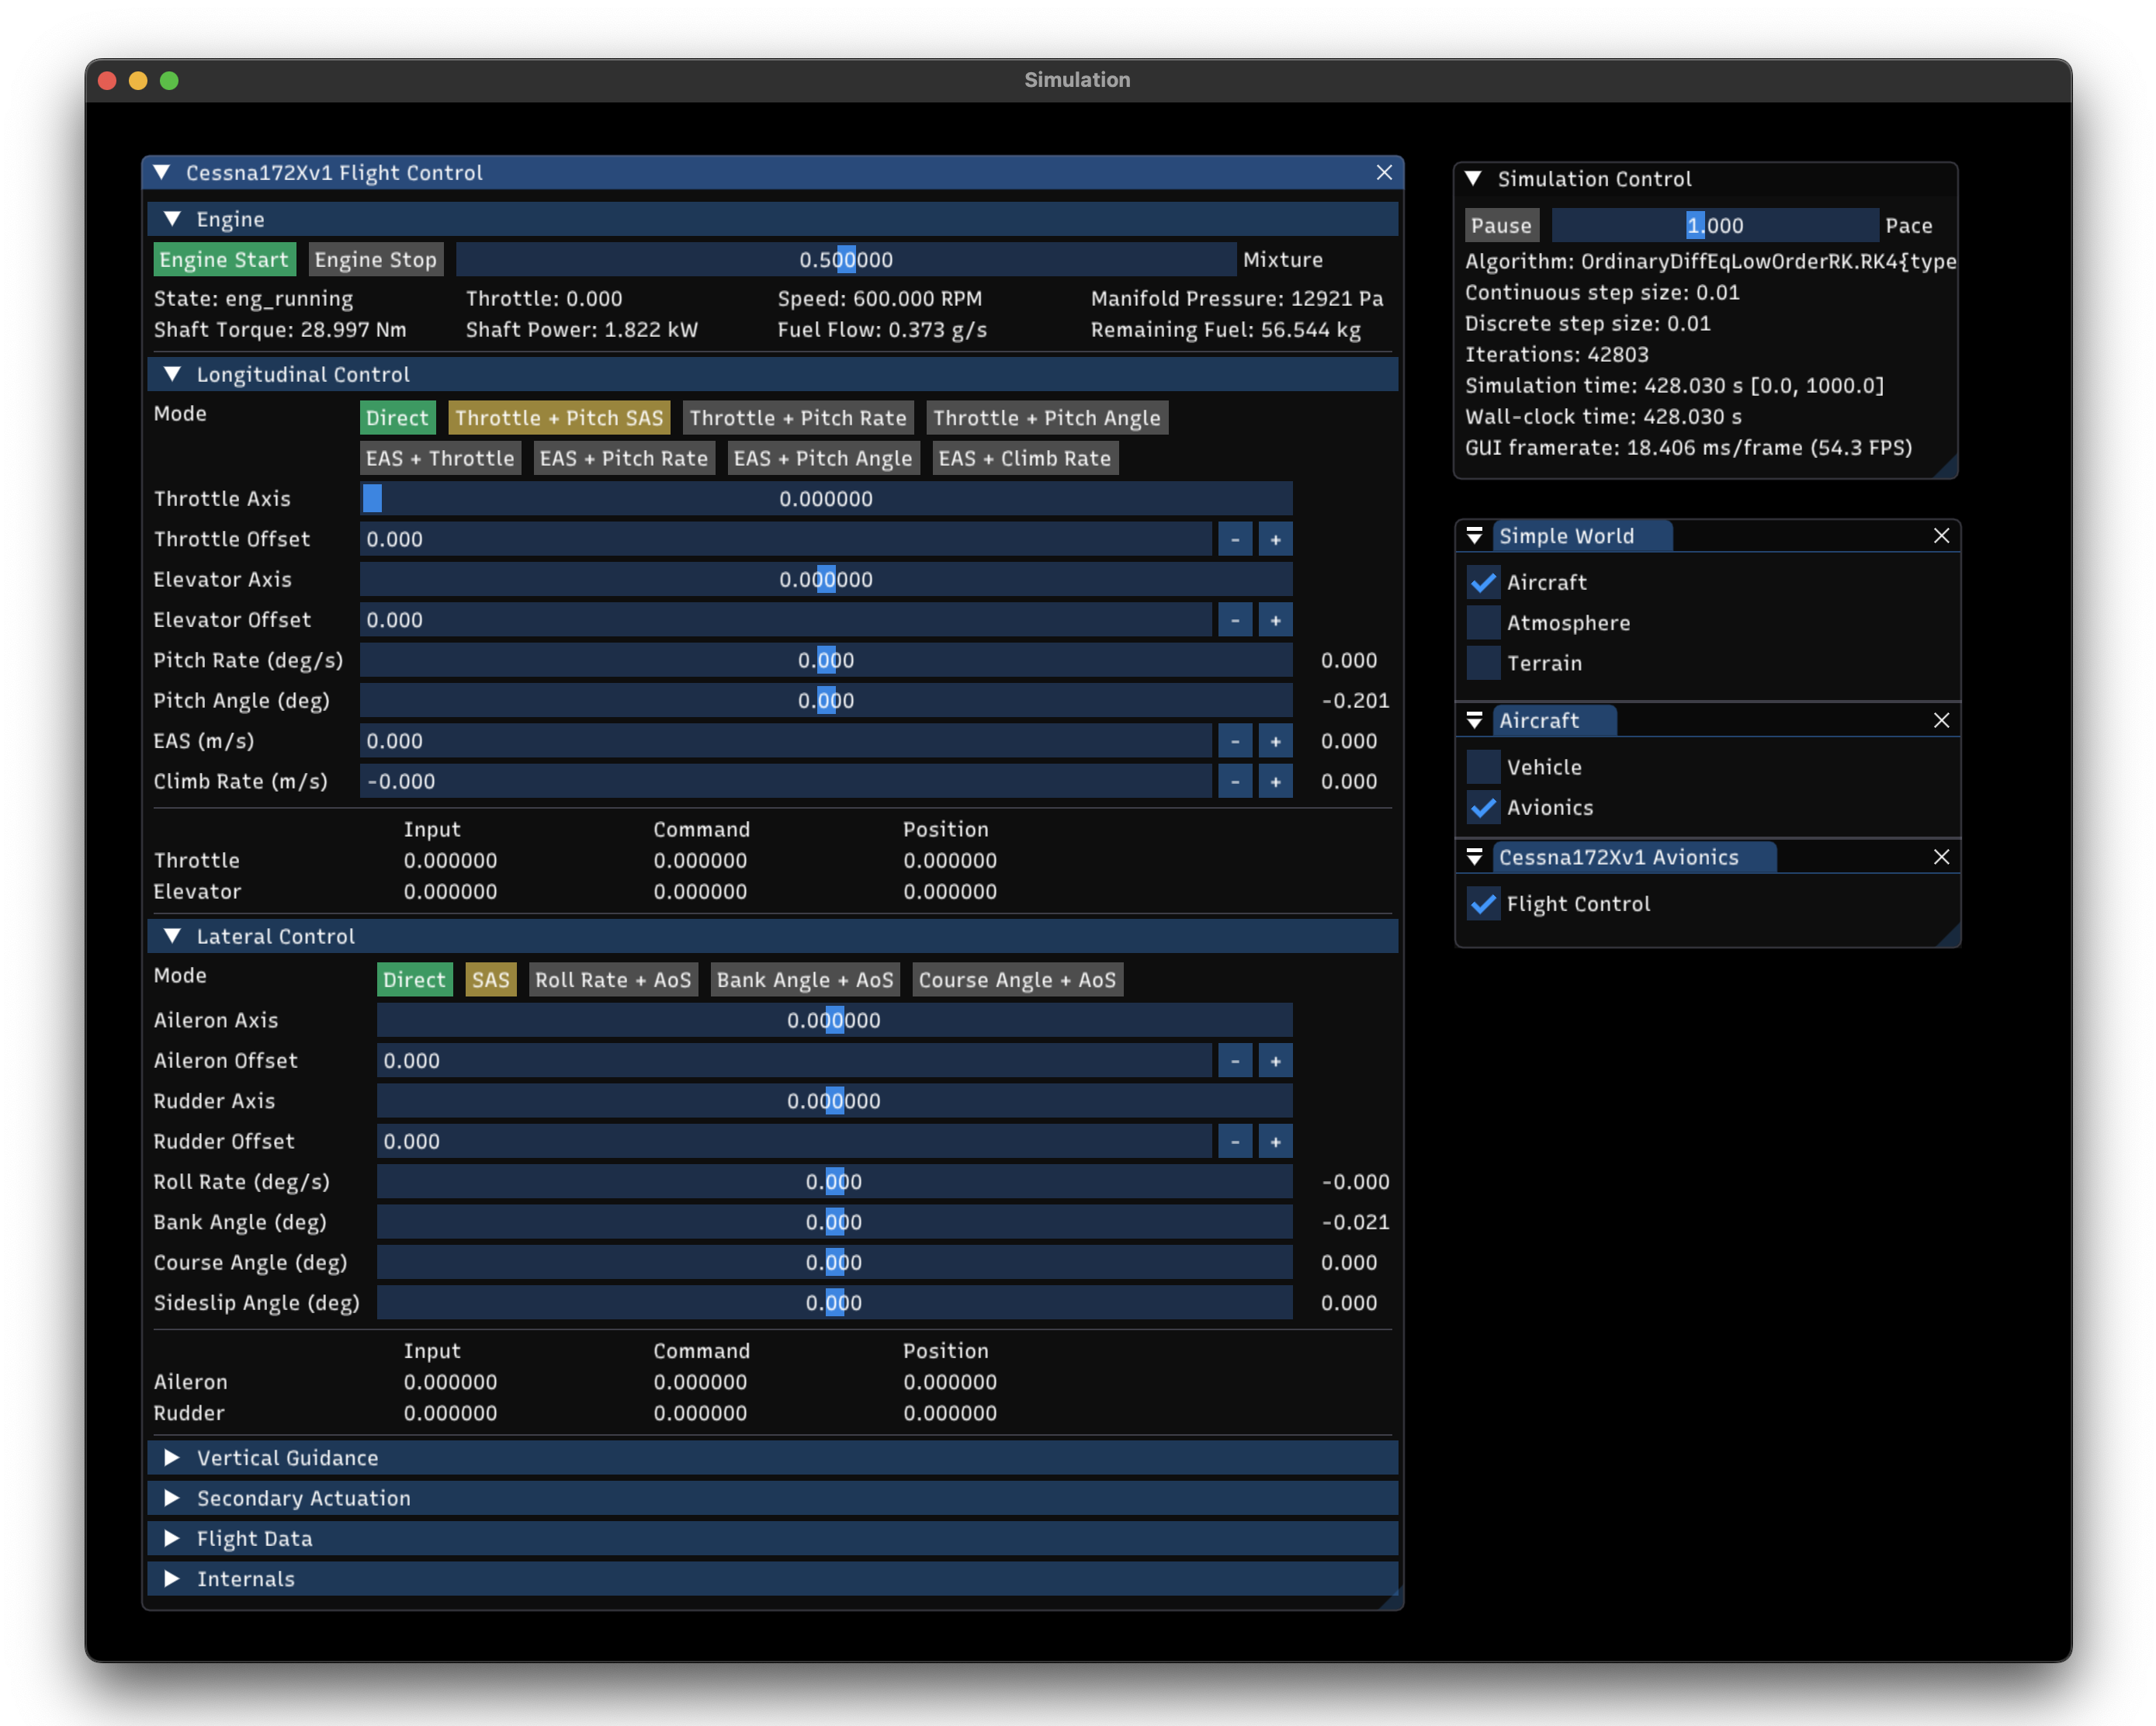 Simulation
Cessna172Xv1 Flight Control
Engine
Engine Start Engine Stop 0.500000 Mixture
State: eng_running Throttle: 0.000 Speed: 600.000 RPM Manifold Pressure: 12921 Pa
Shaft Torque: 28.997 Nm Shaft Power: 1.822 kW Fuel Flow: 0.373 g/s Remaining Fuel: 56.544 kg
Longitudinal Control
Mode Direct Throttle + Pitch SAS Throttle + Pitch Rate Throttle + Pitch Angle
EAS + Throttle EAS + Pitch Rate EAS + Pitch Angle EAS + Climb Rate
Throttle Axis 0.000000
Throttle Offset 0.000 - +
Elevator Axis 0.000000
Elevator Offset 0.000 - +
Pitch Rate (deg/s) 0.000 0.000
Pitch Angle (deg) 0.000 -0.201
EAS (m/s) 0.000 - + 0.000
Climb Rate (m/s) -0.000 - + 0.000
Input Command Position
Throttle 0.000000 0.000000 0.000000
Elevator 0.000000 0.000000 0.000000
Lateral Control
Mode Direct SAS Roll Rate + AoS Bank Angle + AoS Course Angle + AoS
Aileron Axis 0.000000
Aileron Offset 0.000 - +
Rudder Axis 0.000000
Rudder Offset 0.000 - +
Roll Rate (deg/s) 0.000 -0.000
Bank Angle (deg) 0.000 -0.021
Course Angle (deg) 0.000 0.000
Sideslip Angle (deg) 0.000 0.000
Input Command Position
Aileron 0.000000 0.000000 0.000000
Rudder 0.000000 0.000000 0.000000
Vertical Guidance
Secondary Actuation
Flight Data
Internals
Simulation Control
Pause 1.000 Pace
Algorithm: OrdinaryDiffEqLowOrderRK.RK4{type
Continuous step size: 0.01
Discrete step size: 0.01
Iterations: 42803
Simulation time: 428.030 s [0.0, 1000.0]
Wall-clock time: 428.030 s
GUI framerate: 18.406 ms/frame (54.3 FPS)
Simple World
Aircraft
Atmosphere
Terrain
Aircraft
Vehicle
Avionics
Cessna172Xv1 Avionics
Flight Control